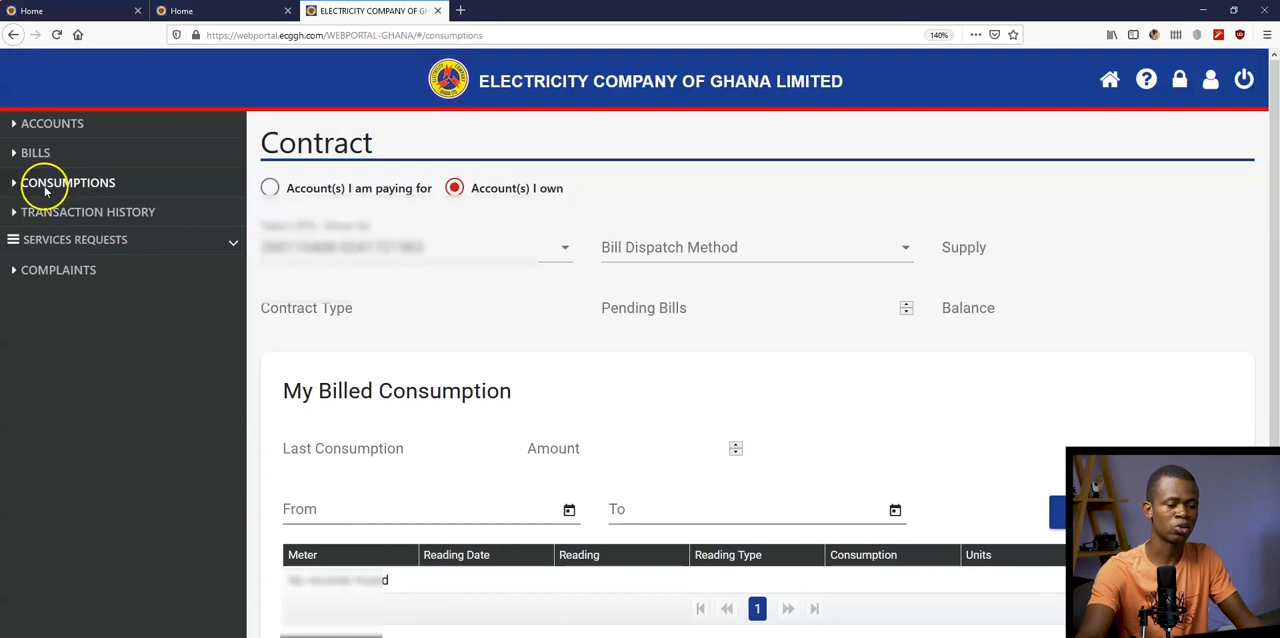 Home
Home
ELECTRICITY COMPANY OF GH
https://webportal.ecggh.com/WEBPORTAL-GHANA/#/consumptions
140%
ELECTRICITY COMPANY OF GHANA LIMITED
ACCOUNTS
BILLS
CONSUMPTIONS
TRANSACTION HISTORY
SERVICES REQUESTS
COMPLAINTS
Contract
Account(s) I am paying for
Account(s) I own
Bill Dispatch Method
Supply
Contract Type
Pending Bills
Balance
My Billed Consumption
Last Consumption
Amount
From
To
Meter
Reading Date
Reading
Reading Type
Consumption
Units
1